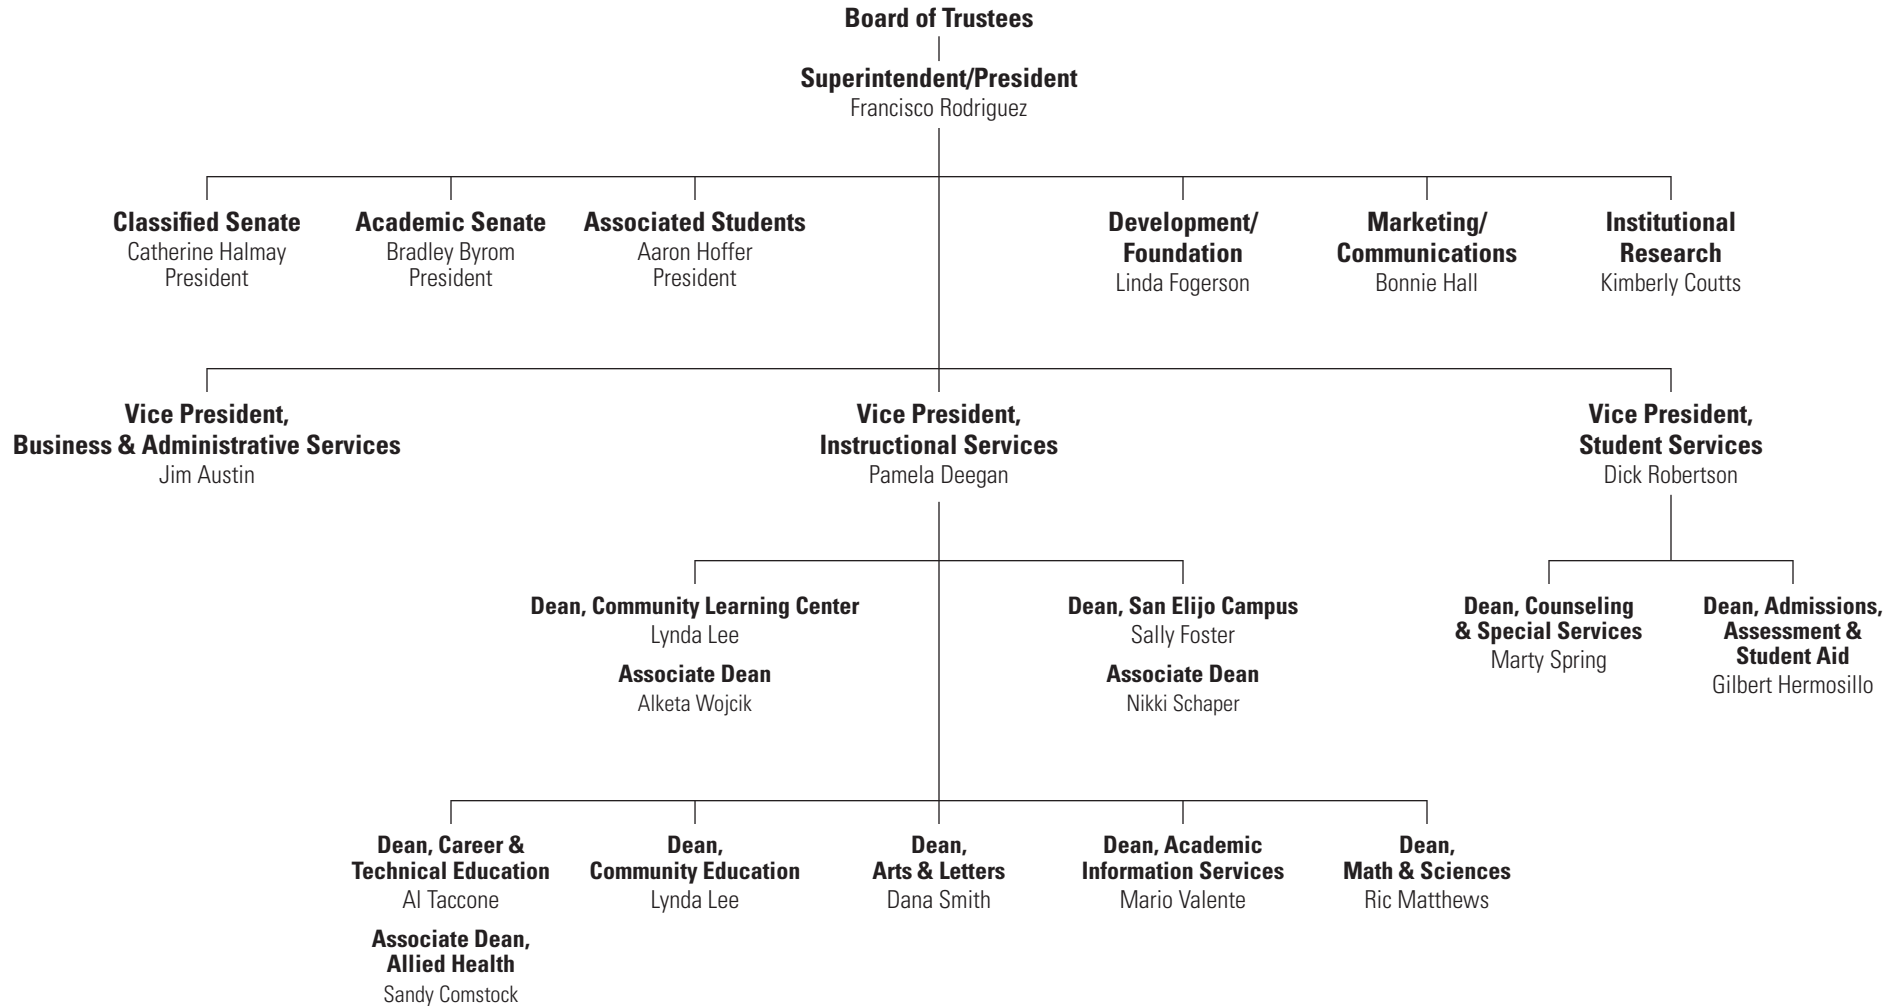 Board of Trustees
Superintendent/President
Francisco Rodriguez
Classified Senate
Catherine Halmay
President
Academic Senate
Bradley Byrom
President
Associated Students
Aaron Hoffer
President
Development/
Foundation
Linda Fogerson
Marketing/
Communications
Bonnie Hall
Institutional
Research
Kimberly Coutts
Vice President,
Business & Administrative Services
Jim Austin
Vice President,
Instructional Services
Pamela Deegan
Vice President,
Student Services
Dick Robertson
Dean, Community Learning Center
Lynda Lee
Associate Dean
Alketa Wojcik
Dean, San Elijo Campus
Sally Foster
Associate Dean
Nikki Schaper
Dean, Counseling
& Special Services
Marty Spring
Dean, Admissions,
Assessment &
Student Aid
Gilbert Hermosillo
Dean, Career &
Technical Education
Al Taccone
Associate Dean,
Allied Health
Sandy Comstock
Dean,
Community Education
Lynda Lee
Dean,
Arts & Letters
Dana Smith
Dean, Academic
Information Services
Mario Valente
Dean,
Math & Sciences
Ric Matthews